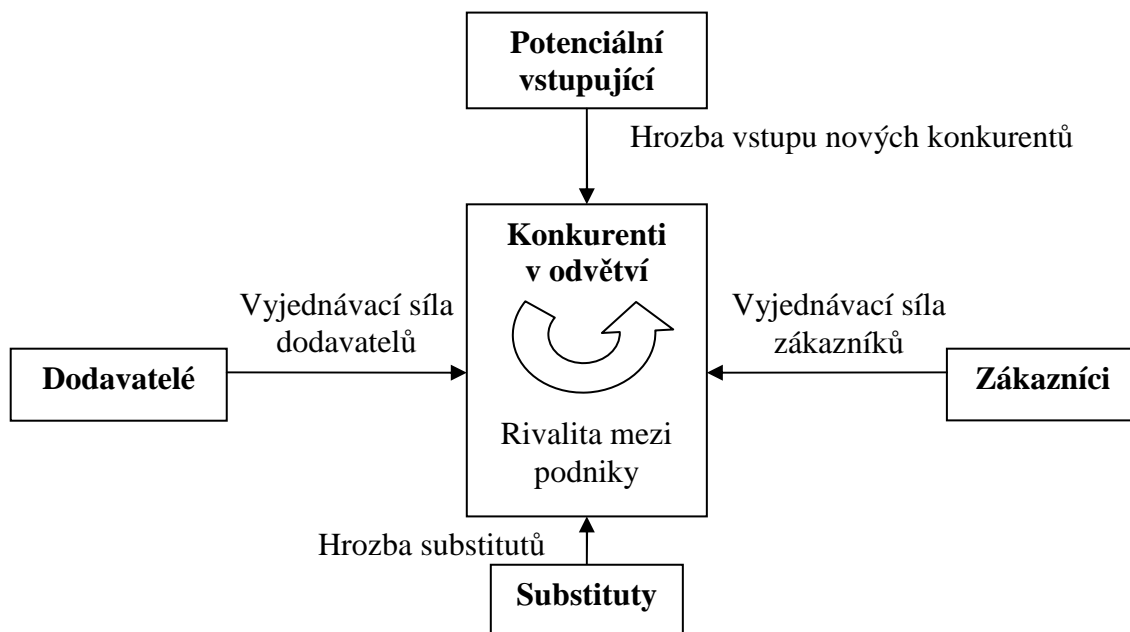 Potenciální
vstupující
Hrozba vstupu nových konkurentů
Konkurenti
v odvětví
Vyjednávací síla
dodavatelů
Vyjednávací síla
zákazníků
Dodavatelé
Zákazníci
Rivalita mezi
podniky
Hrozba substitutů
Substituty